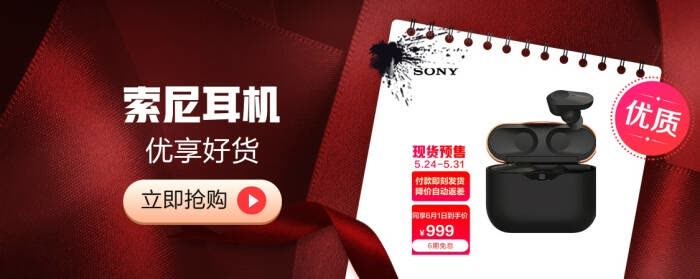 索尼耳机
优享好货
立即抢购
SONY
优质
现货预售
5.24-5.31
付款即刻发货
降价自动返差
同享6月1日到手价
¥999
6期免息